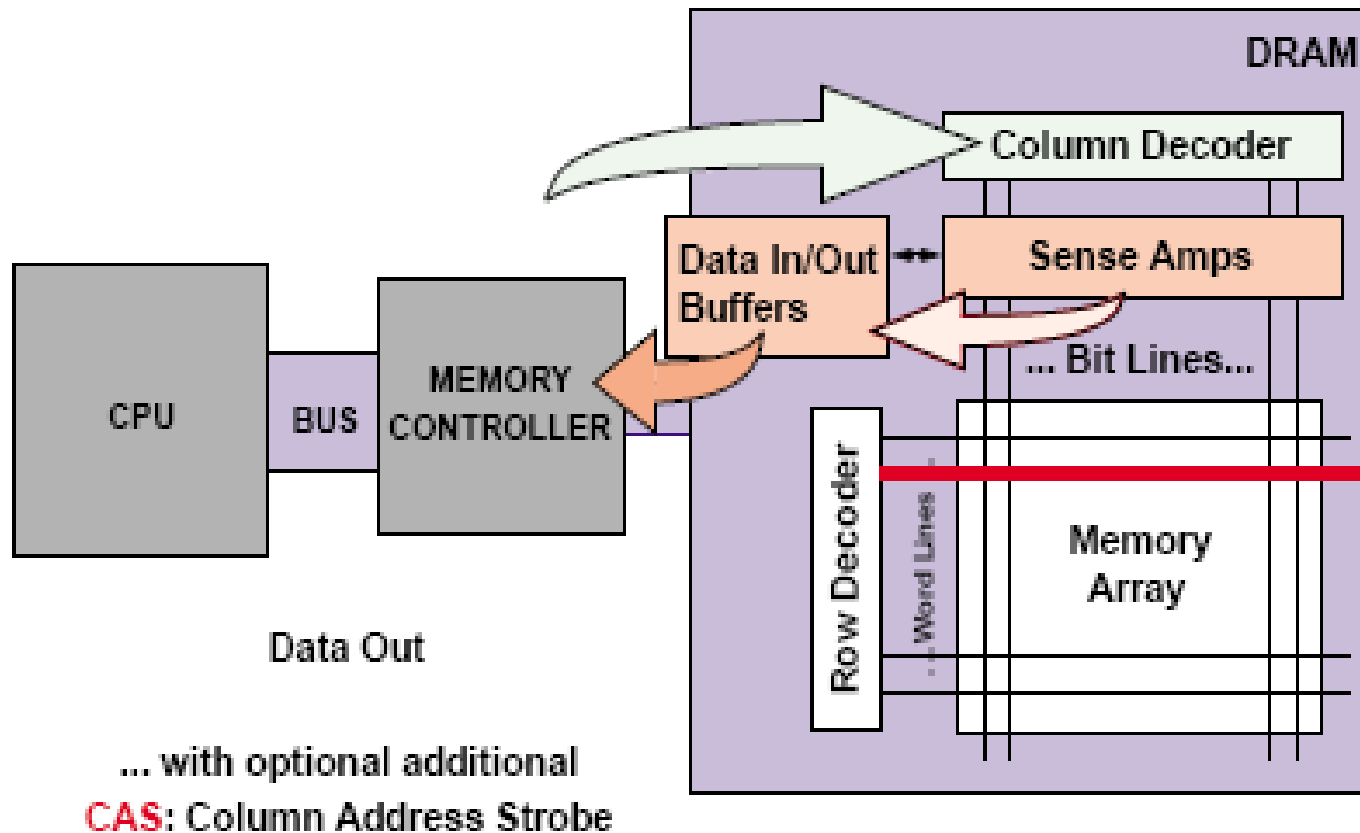 DRAM
Column Decoder
Data In/Out
Buffers
Sense Amps
... Bit Lines...
CPU
BUS
MEMORY
CONTROLLER
Row Decoder
...Word Lines ...
Memory
Array
Data Out
... with optional additional
CAS: Column Address Strobe